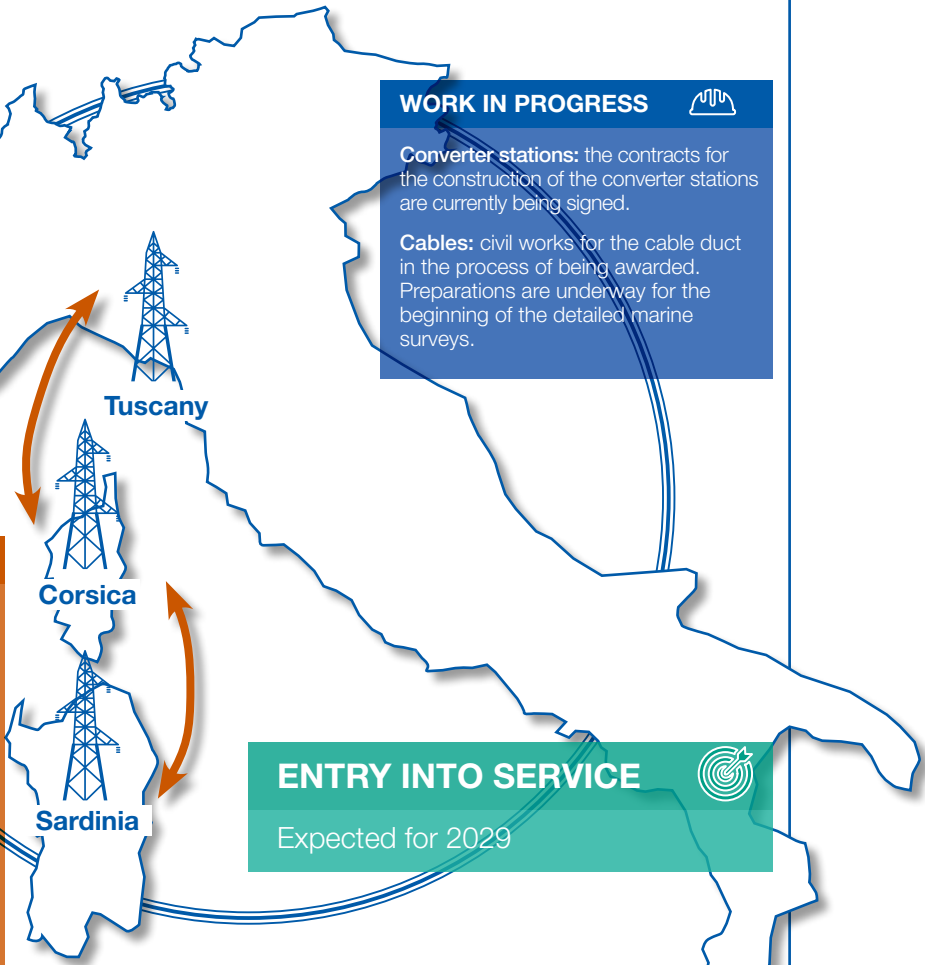 WORK IN PROGRESS
Converter stations: the contracts for
the construction of the converter stations
are currently being signed.
Cables: civil works for the cable duct
in the process of being awarded.
Preparations are underway for the
beginning of the detailed marine
surveys.
Tuscany
Corsica
Sardinia
ENTRY INTO SERVICE
Expected for 2029